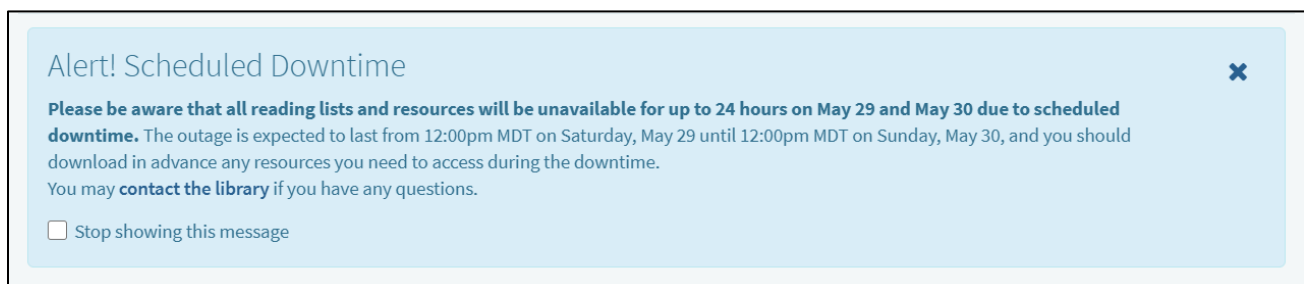 Alert! Scheduled Downtime
Please be aware that all reading lists and resources will be unavailable for up to 24 hours on May 29 and May 30 due to scheduled
downtime. The outage is expected to last from 12:00pm MDT on Saturday, May 29 until 12:00pm MDT on Sunday, May 30, and you should
download in advance any resources you need to access during the downtime.
You may contact the library if you have any questions.
Stop showing this message